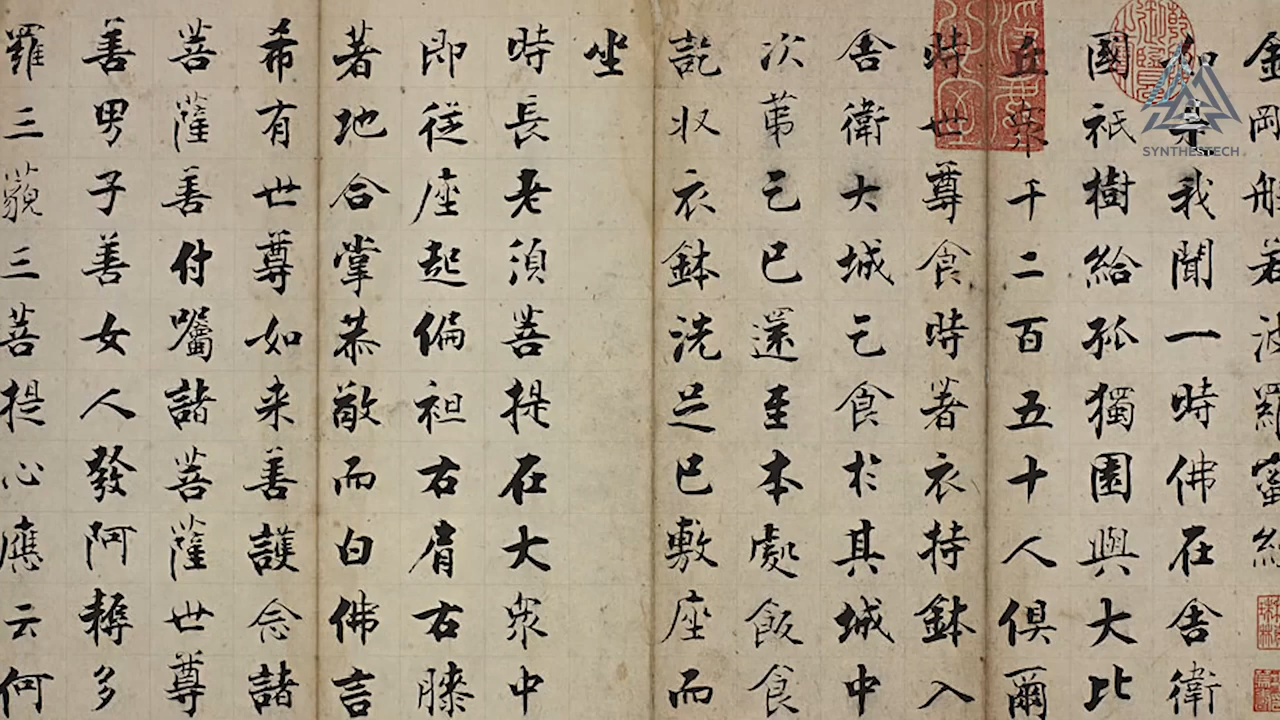 金剛般若波羅蜜經
如是我聞一時佛在舍衛
國祇樹給孤獨園與大比
丘衆千二百五十人俱爾
時世尊食時著衣持鉢入
舍衛大城乞食於其城中
次苐乞已還至本處飯食
訖收衣鉢洗足已敷座而
坐
時長老須菩提在大衆中
即從座起偏袒右肩右膝
著地合掌恭敬而白佛言
希有世尊如来善護念諸
菩薩善付囑諸菩薩世尊
善男子善女人發阿耨多
羅三藐三菩提心應云何
SYNTHESTECH